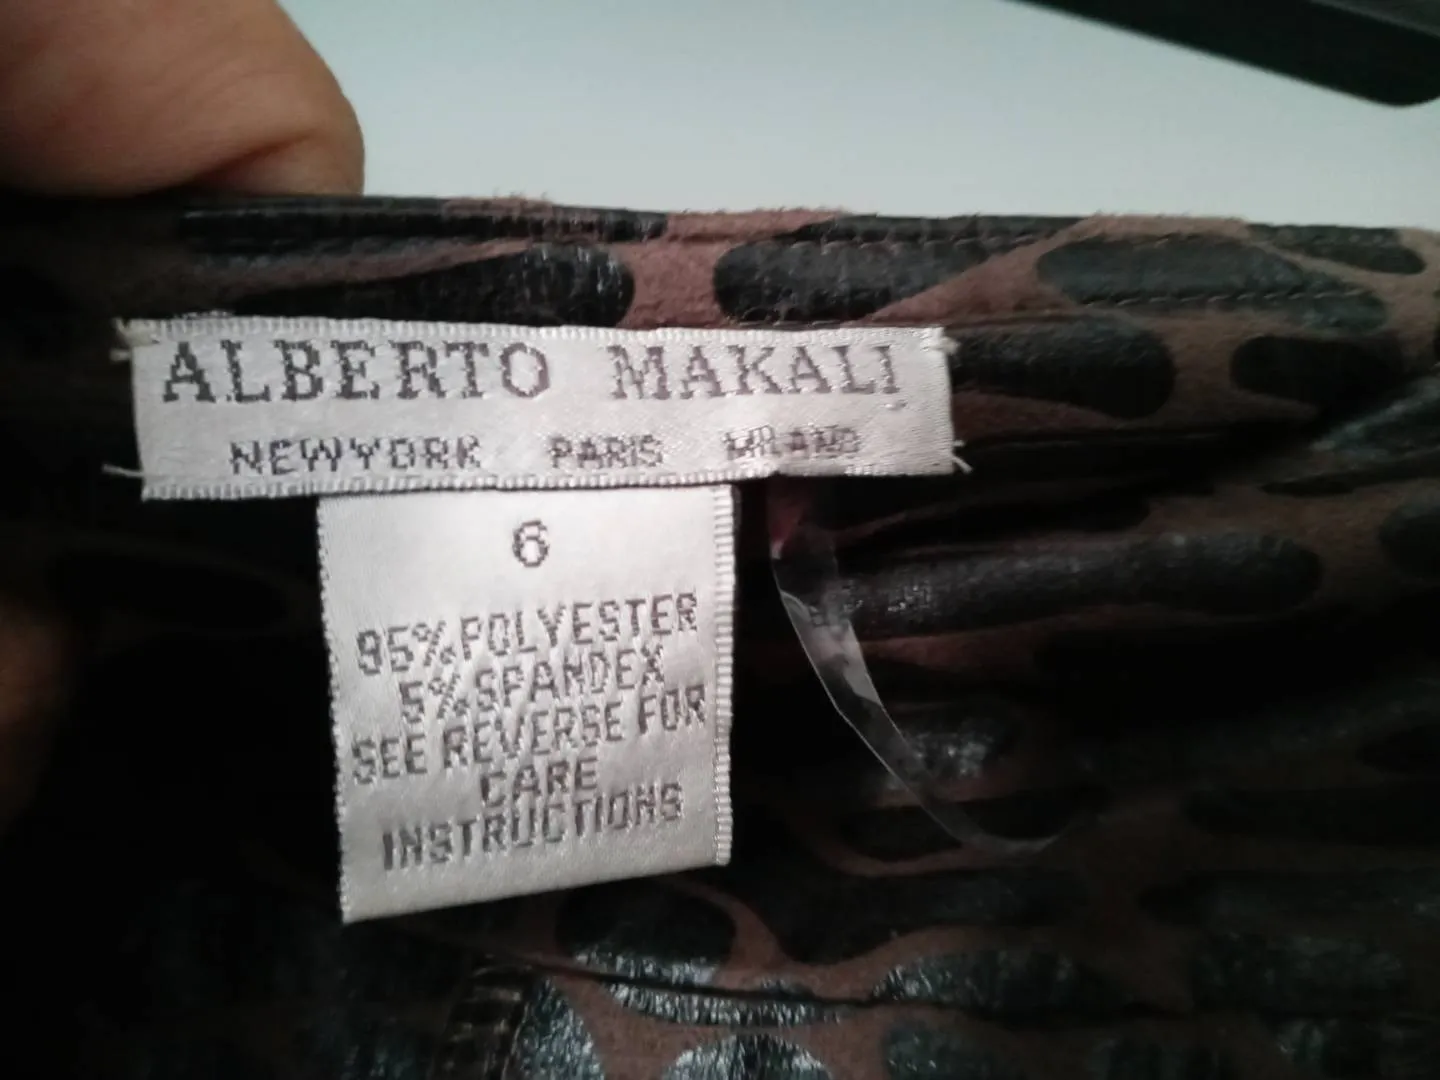 ALBERTO MAKALI
NEWYORK PARIS MILANO
6
95%POLYESTER
5%SPANDEX
SEE REVERSE FOR
CARE
INSTRUCTIONS